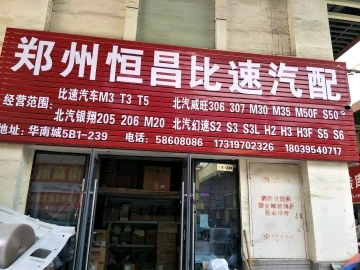 郑州恒昌比速汽配
经营范围: 比速汽车M3 T3 T5 北汽威旺306 307 M30 M35 M50F S50
北汽银翔205 206 M20 北汽幻速S2 S3 S3L H2 H3 H3F S5 S6
地址: 华南城5B1-239 电话: 58608086 17319702326 18039540717